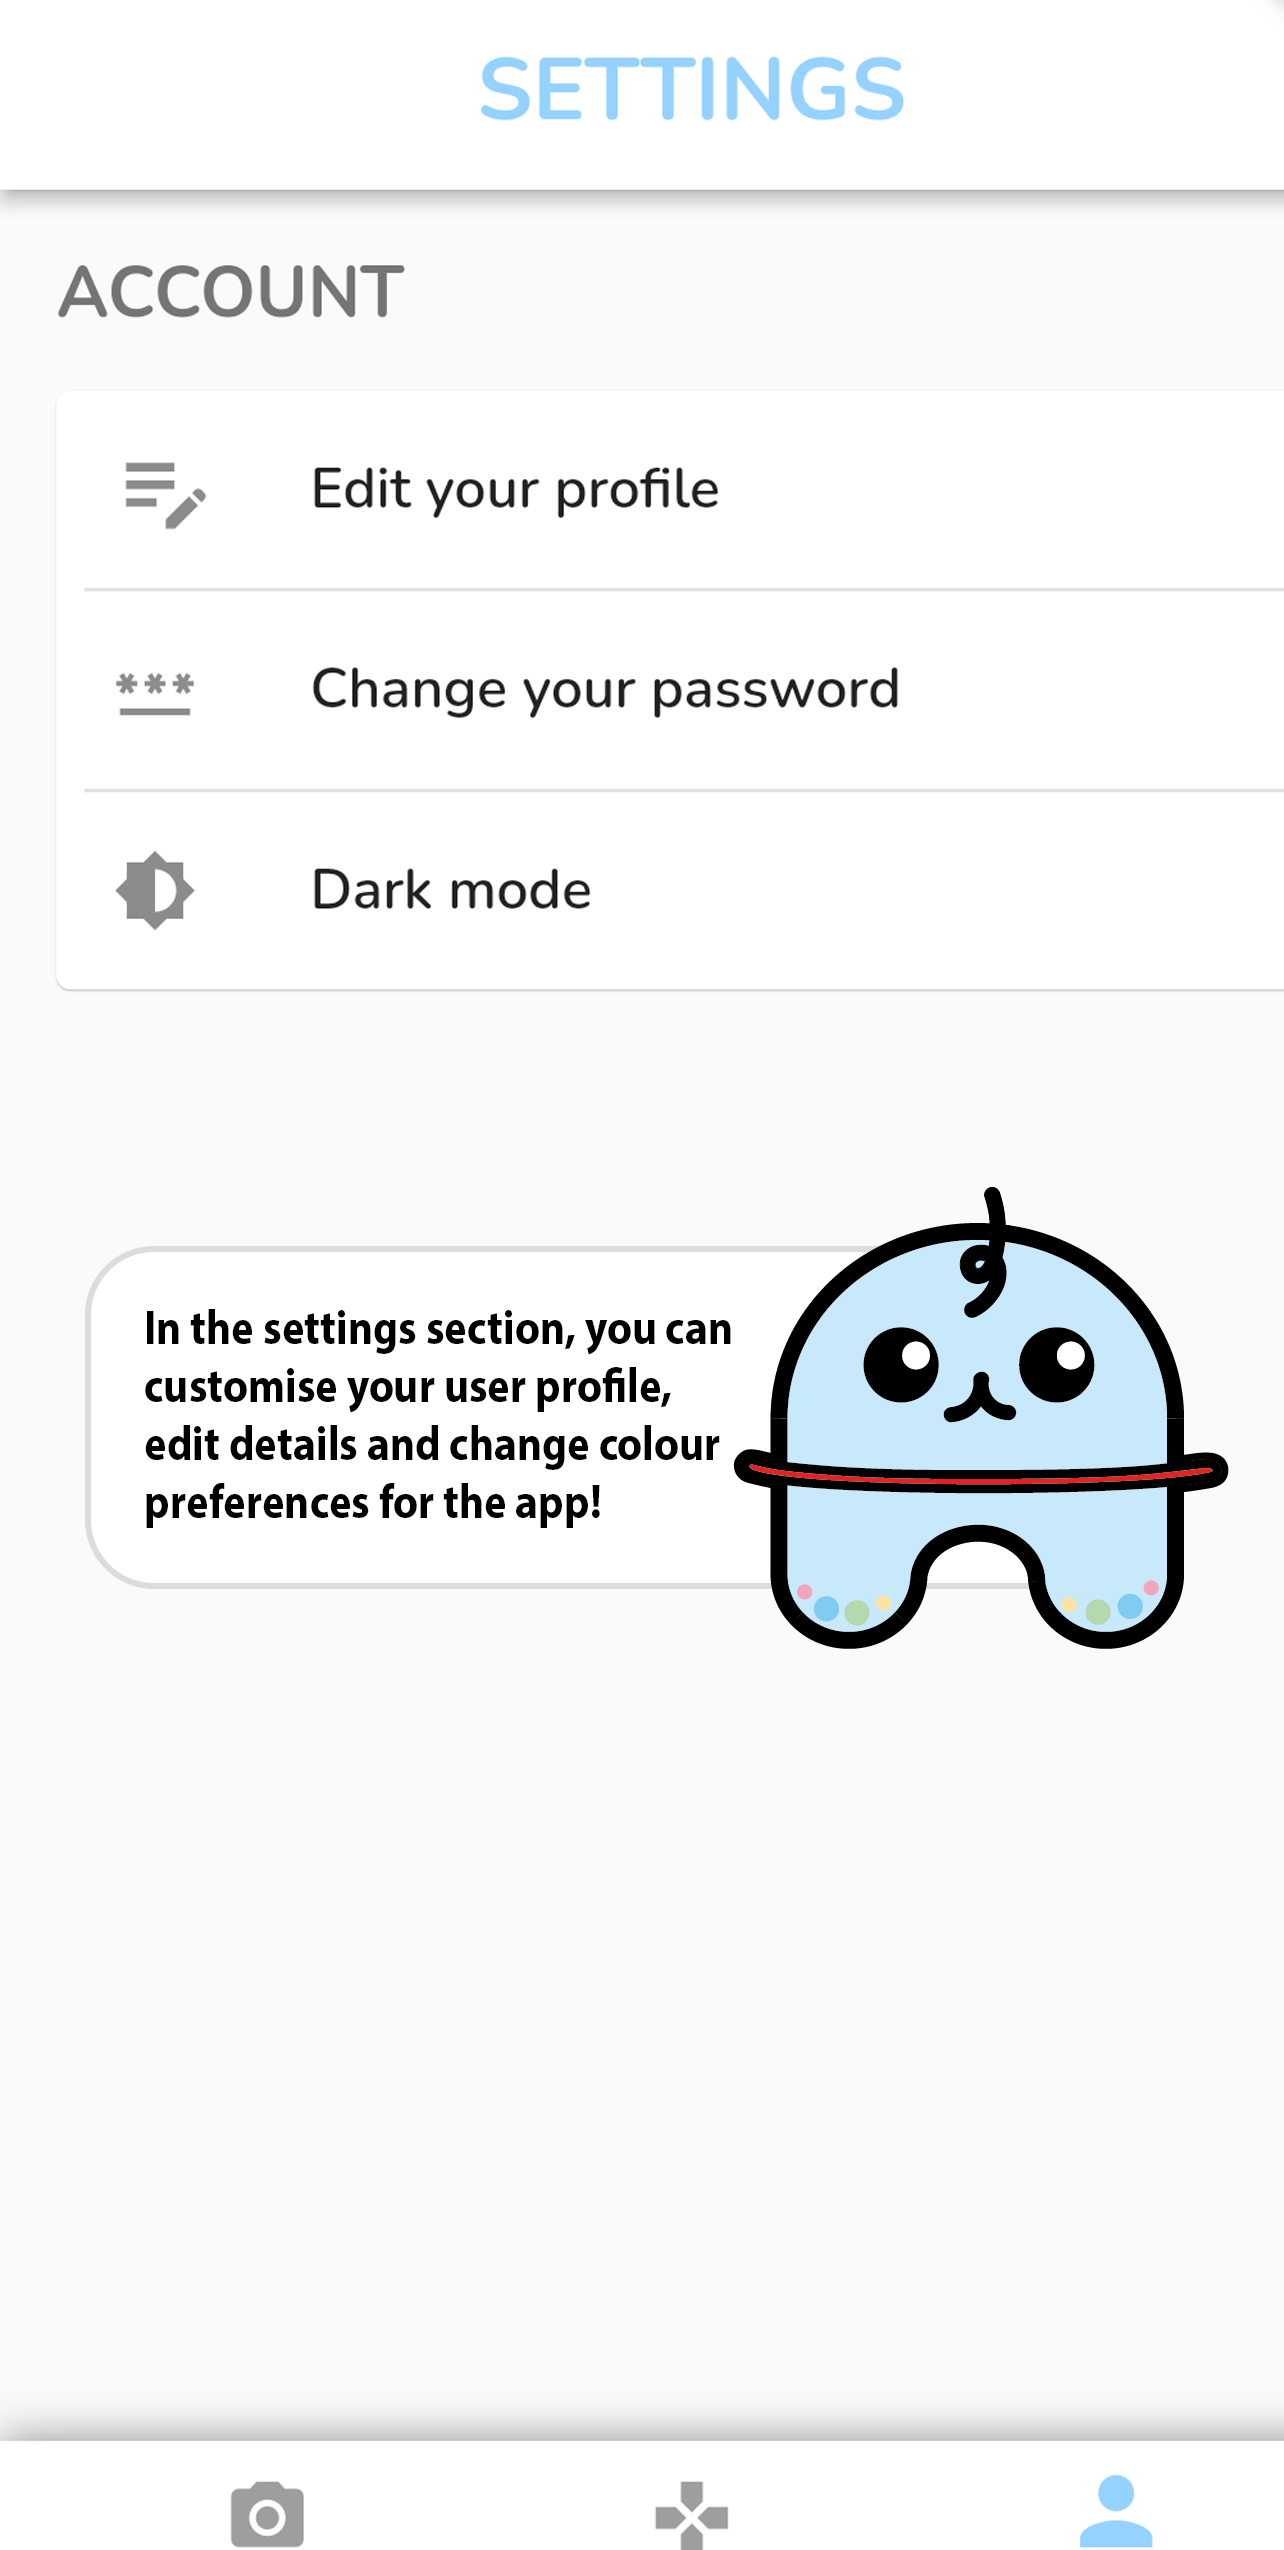 SETTINGS
ACCOUNT
Edit your profile
Change your password
Dark mode
In the settings section, you can
customise your user profile,
edit details and change colour
preferences for the app!